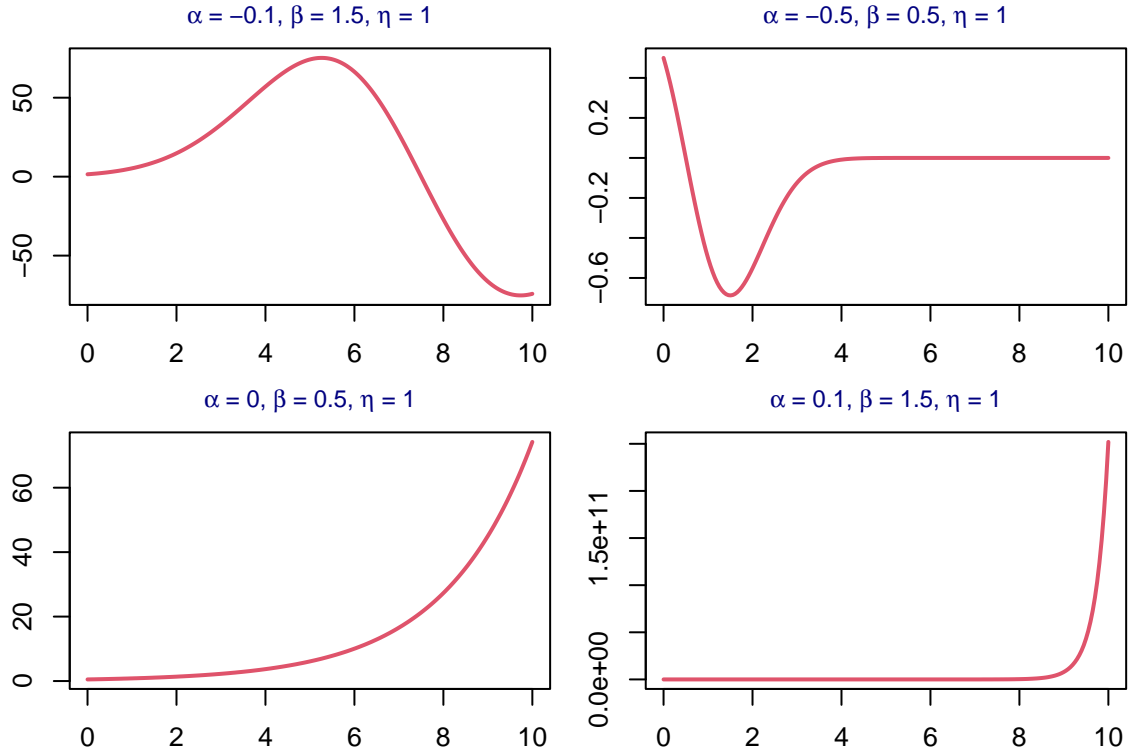 α = −0.1, β = 1.5, η = 1
50
0
−50
0 2 4 6 8 10
α = −0.5, β = 0.5, η = 1
0.2
−0.2
−0.6
0 2 4 6 8 10
α = 0, β = 0.5, η = 1
60
40
20
0
0 2 4 6 8 10
α = 0.1, β = 1.5, η = 1
1.5e+11
0.0e+00
0 2 4 6 8 10